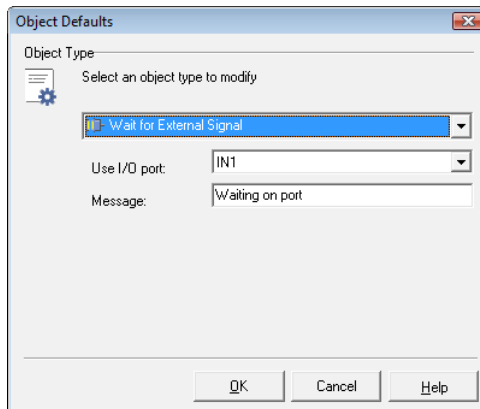 Object Defaults
Object Type
Select an object type to modify
Wait for External Signal
Use I/O port:
IN1
Message:
Waiting on port
OK
Cancel
Help